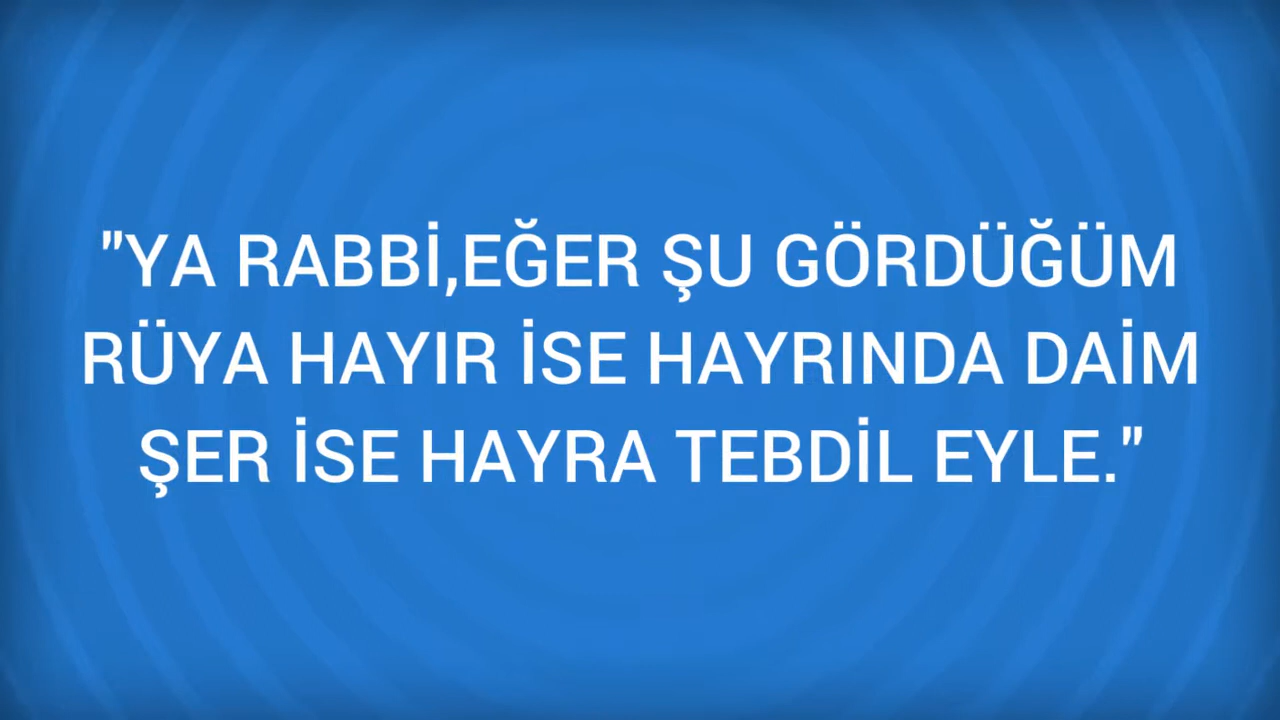 "YA RABBİ,EĞER ŞU GÖRDÜĞÜM
RÜYA HAYIR İSE HAYRINDA DAİM
ŞER İSE HAYRA TEBDİL EYLE."